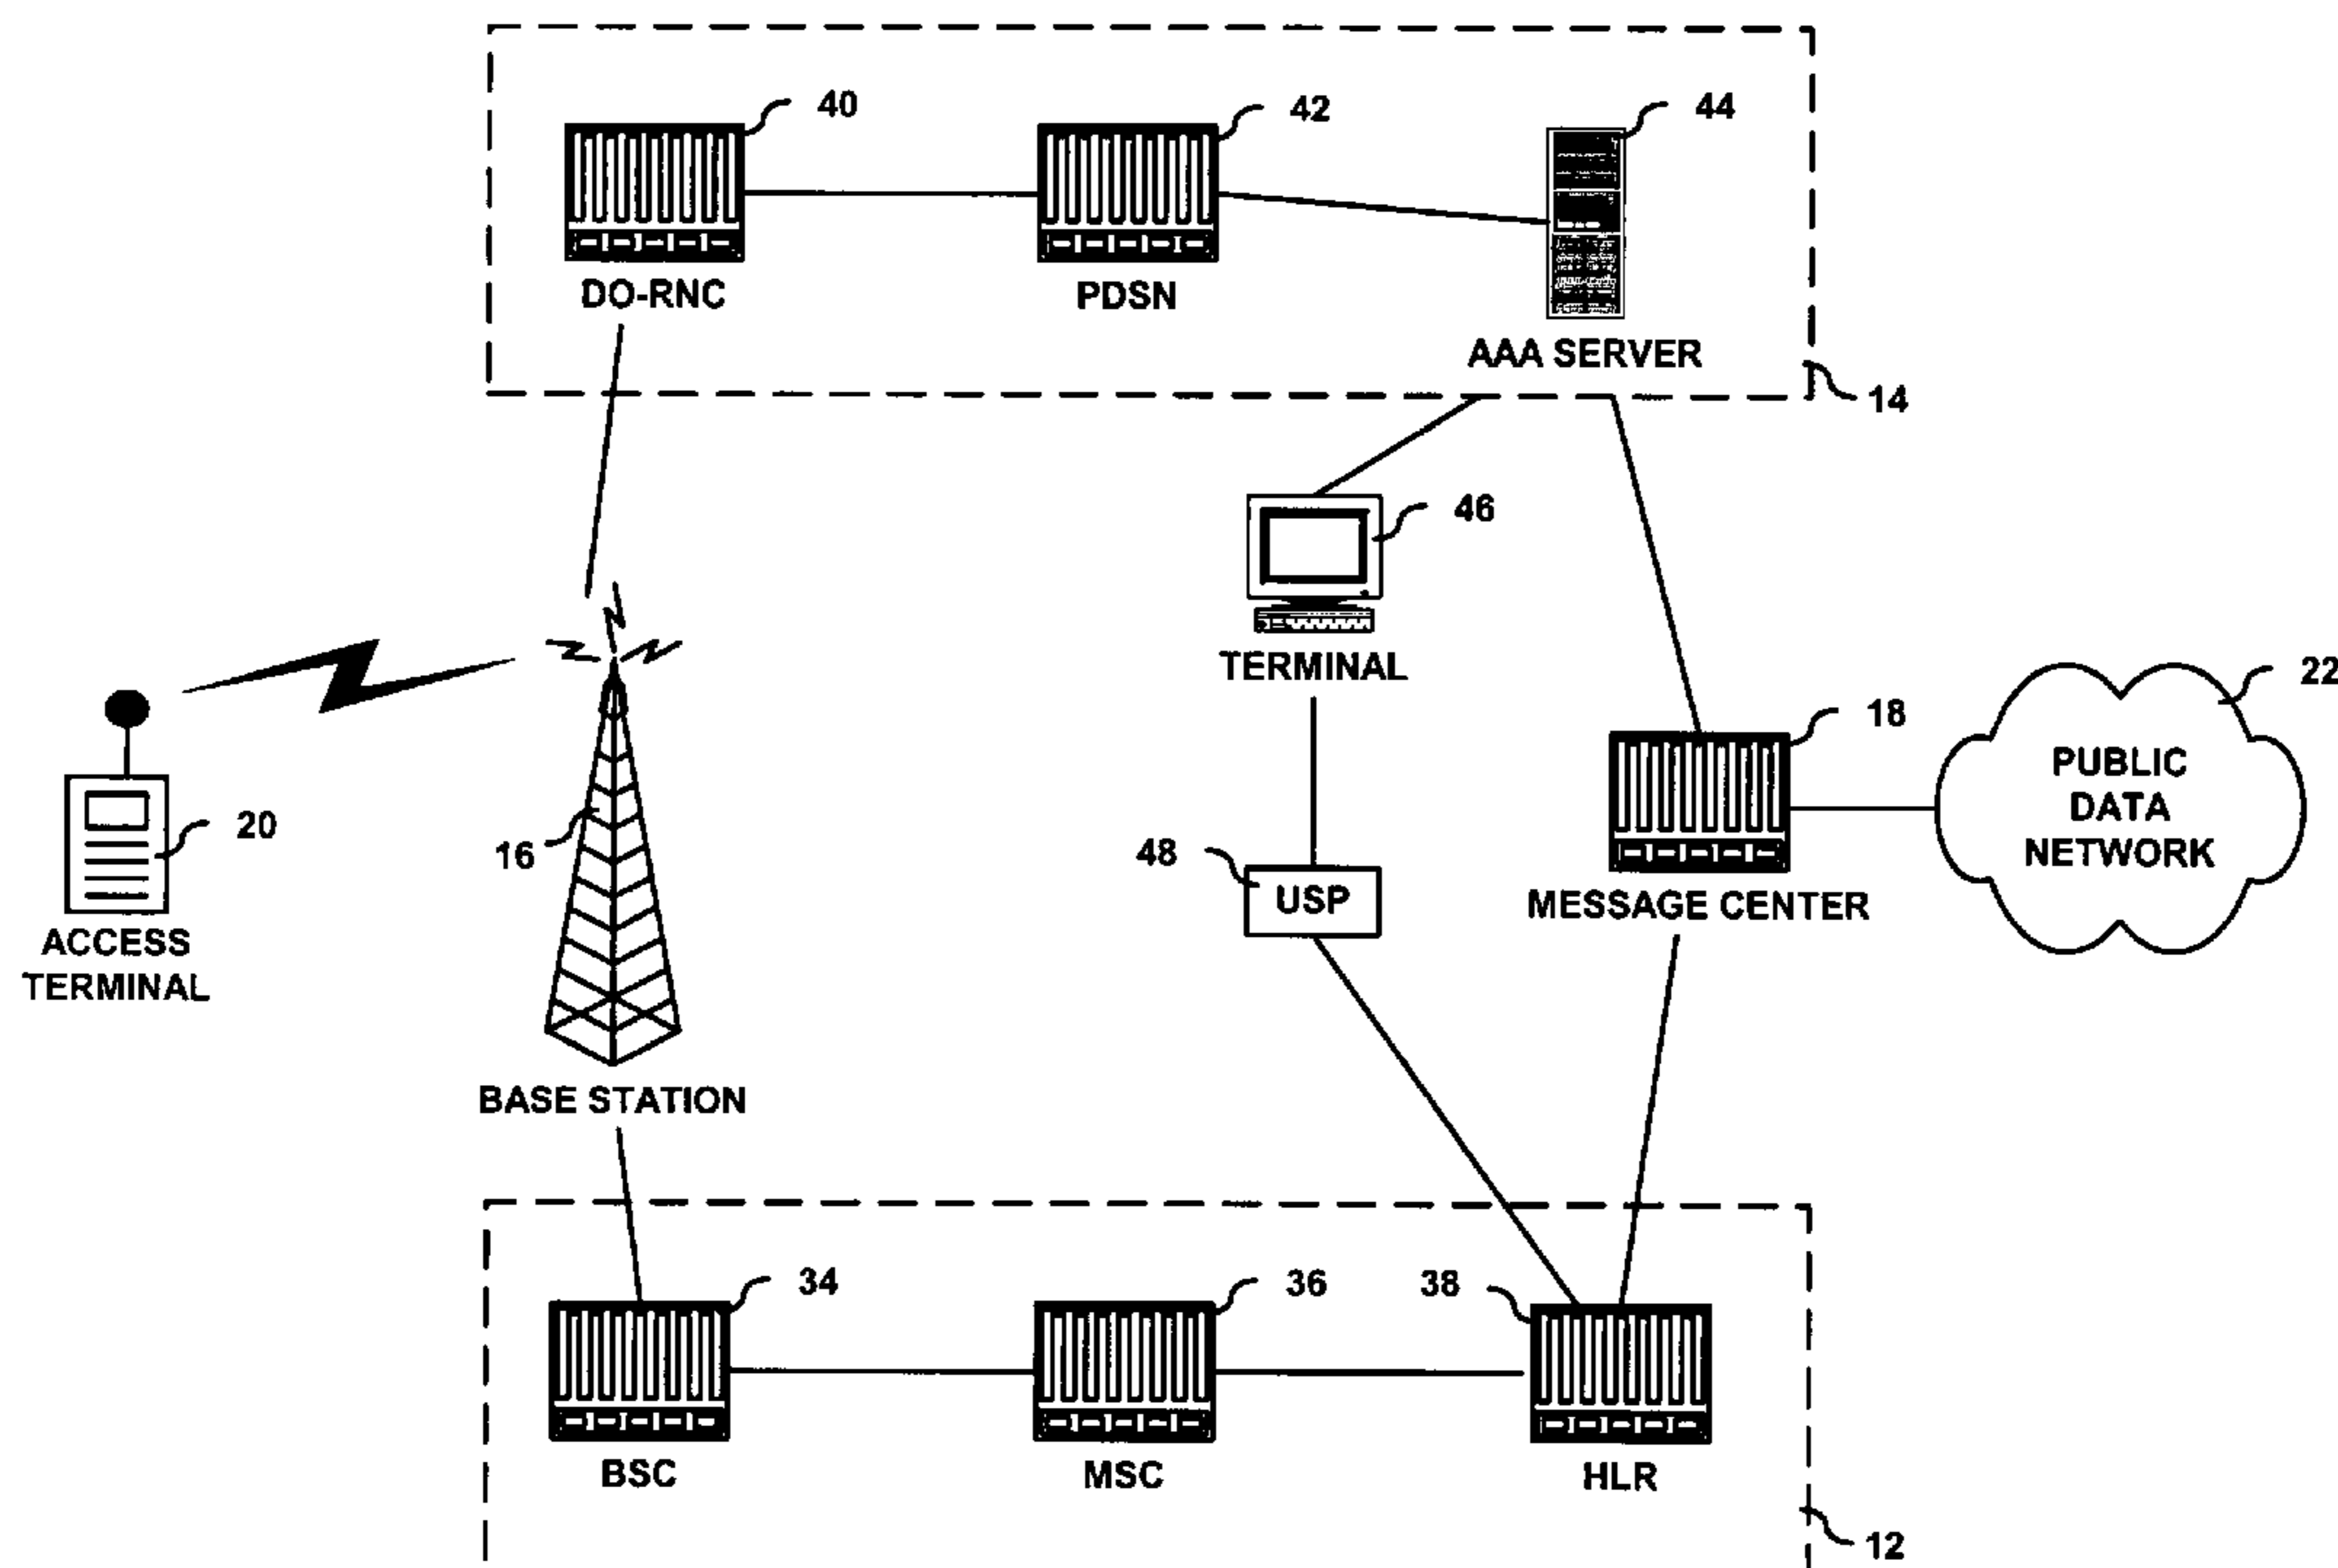 40
42
44
DO-RNC
PDSN
AAA SERVER
14
46
TERMINAL
22
18
PUBLIC
DATA
NETWORK
20
16
48
USP
MESSAGE CENTER
ACCESS
TERMINAL
BASE STATION
34
36
38
BSC
MSC
HLR
12